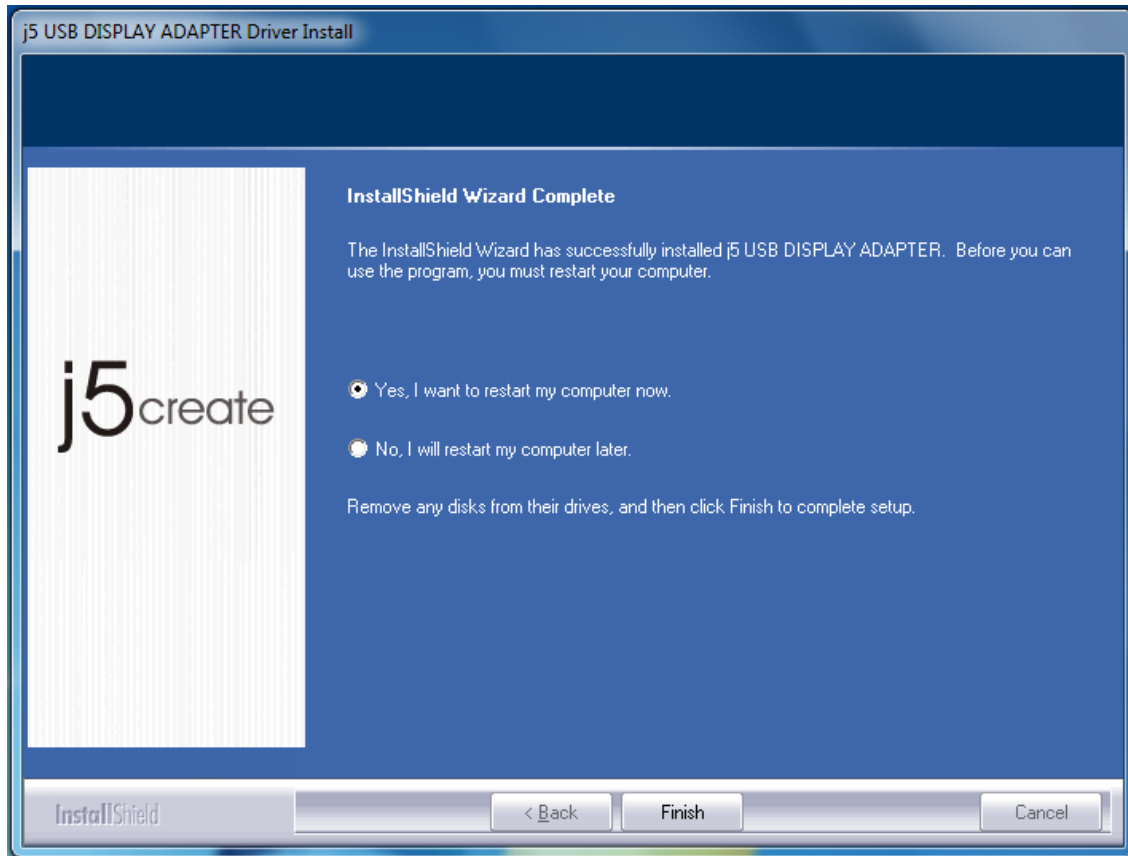 j5 USB DISPLAY ADAPTER Driver Install
InstallShield Wizard Complete
The InstallShield Wizard has successfully installed j5 USB DISPLAY ADAPTER. Before you can
use the program, you must restart your computer.
j5create
Yes, I want to restart my computer now.
No, I will restart my computer later.
Remove any disks from their drives, and then click Finish to complete setup.
InstallShield
< Back
Finish
Cancel